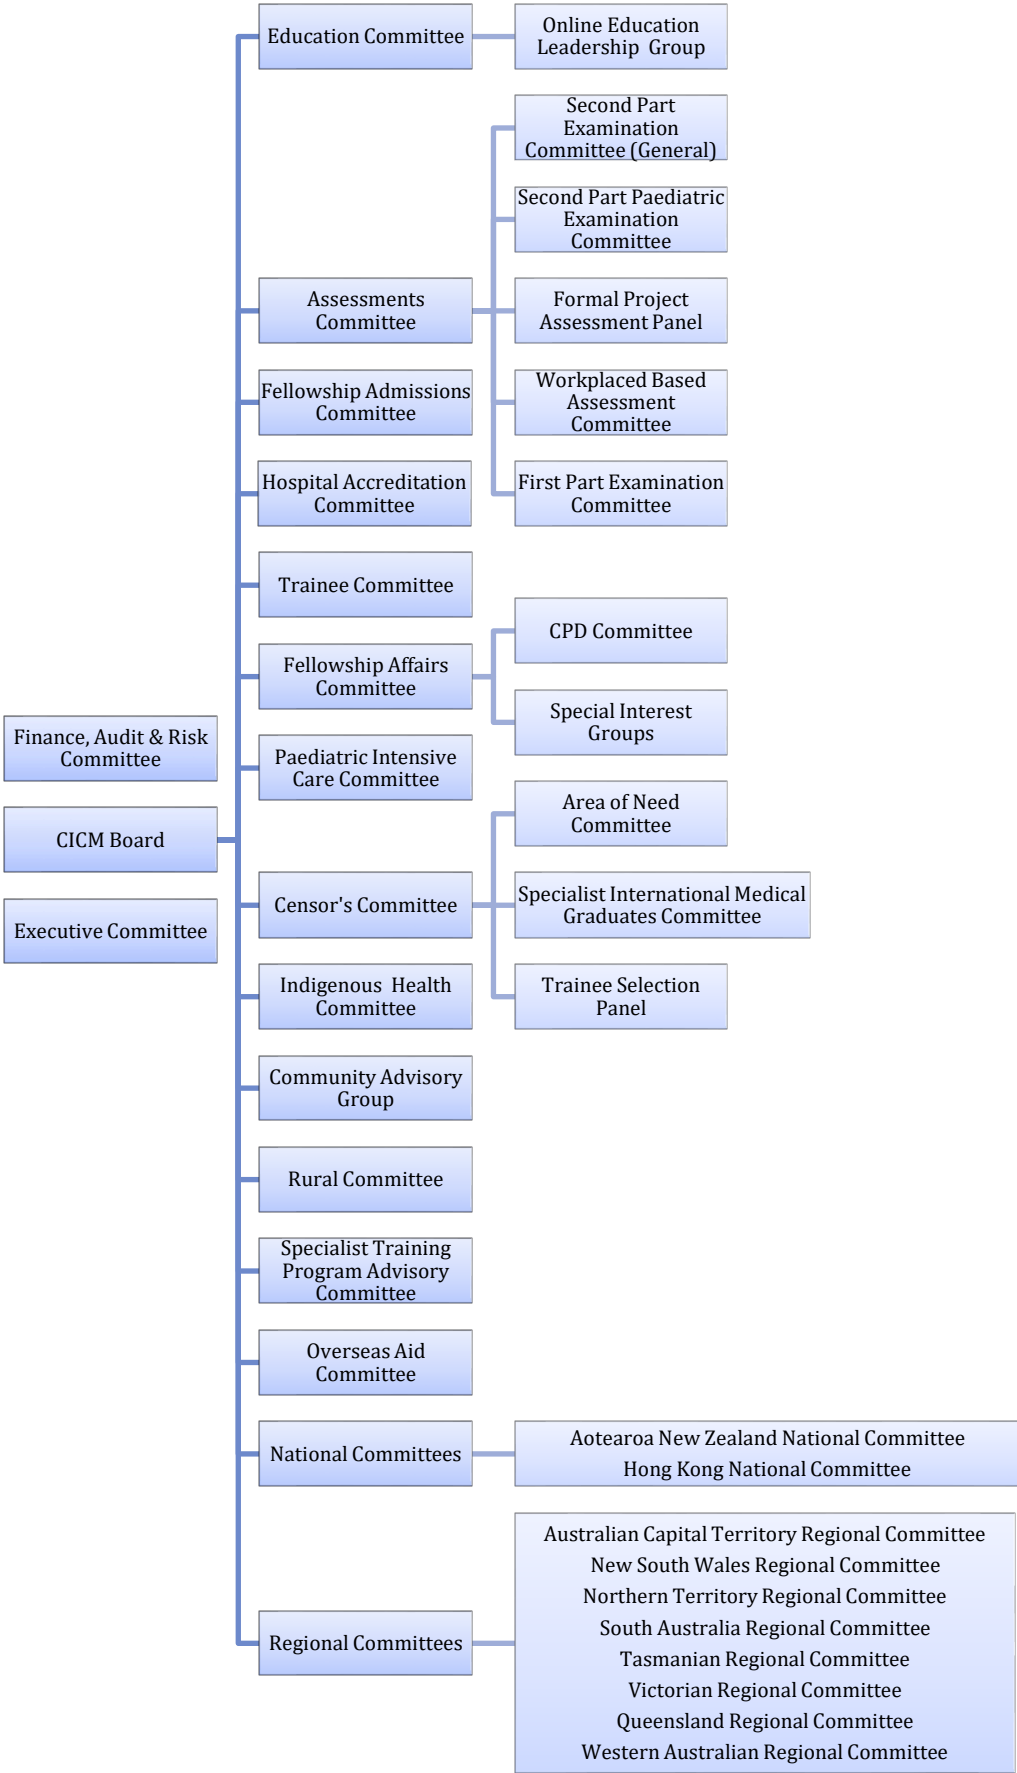 Finance, Audit & Risk
Committee
CICM Board
Executive Committee
Education Committee
Online Education
Leadership  Group
Assessments
Committee
Second Part
Examination
Committee (General)
Second Part Paediatric
Examination
Committee
Formal Project
Assessment Panel
Workplaced Based
Assessment
Committee
First Part Examination
Committee
Fellowship Admissions
Committee
Hospital Accreditation
Committee
Trainee Committee
Fellowship Affairs
Committee
CPD Committee
Special Interest
Groups
Paediatric Intensive
Care Committee
Censor's Committee
Area of Need
Committee
Specialist International Medical
Graduates Committee
Trainee Selection
Panel
Indigenous  Health
Committee
Community Advisory
Group
Rural Committee
Specialist Training
Program Advisory
Committee
Overseas Aid
Committee
National Committees
Aotearoa New Zealand National Committee
Hong Kong National Committee
Regional Committees
Australian Capital Territory Regional Committee
New South Wales Regional Committee
Northern Territory Regional Committee
South Australia Regional Committee
Tasmanian Regional Committee
Victorian Regional Committee
Queensland Regional Committee
Western Australian Regional Committee